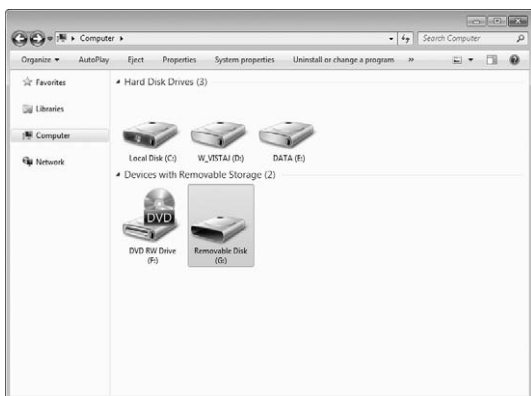 Computer
Search Computer
Organize AutoPlay Eject Properties System properties Uninstall or change a program »
Favorites
Libraries
Computer
Network
Hard Disk Drives (3)
Local Disk (C:) W_VISTAJ (D:) DATA (E:)
Devices with Removable Storage (2)
DVD
DVD RW Drive (F:)
Removable Disk (G:)